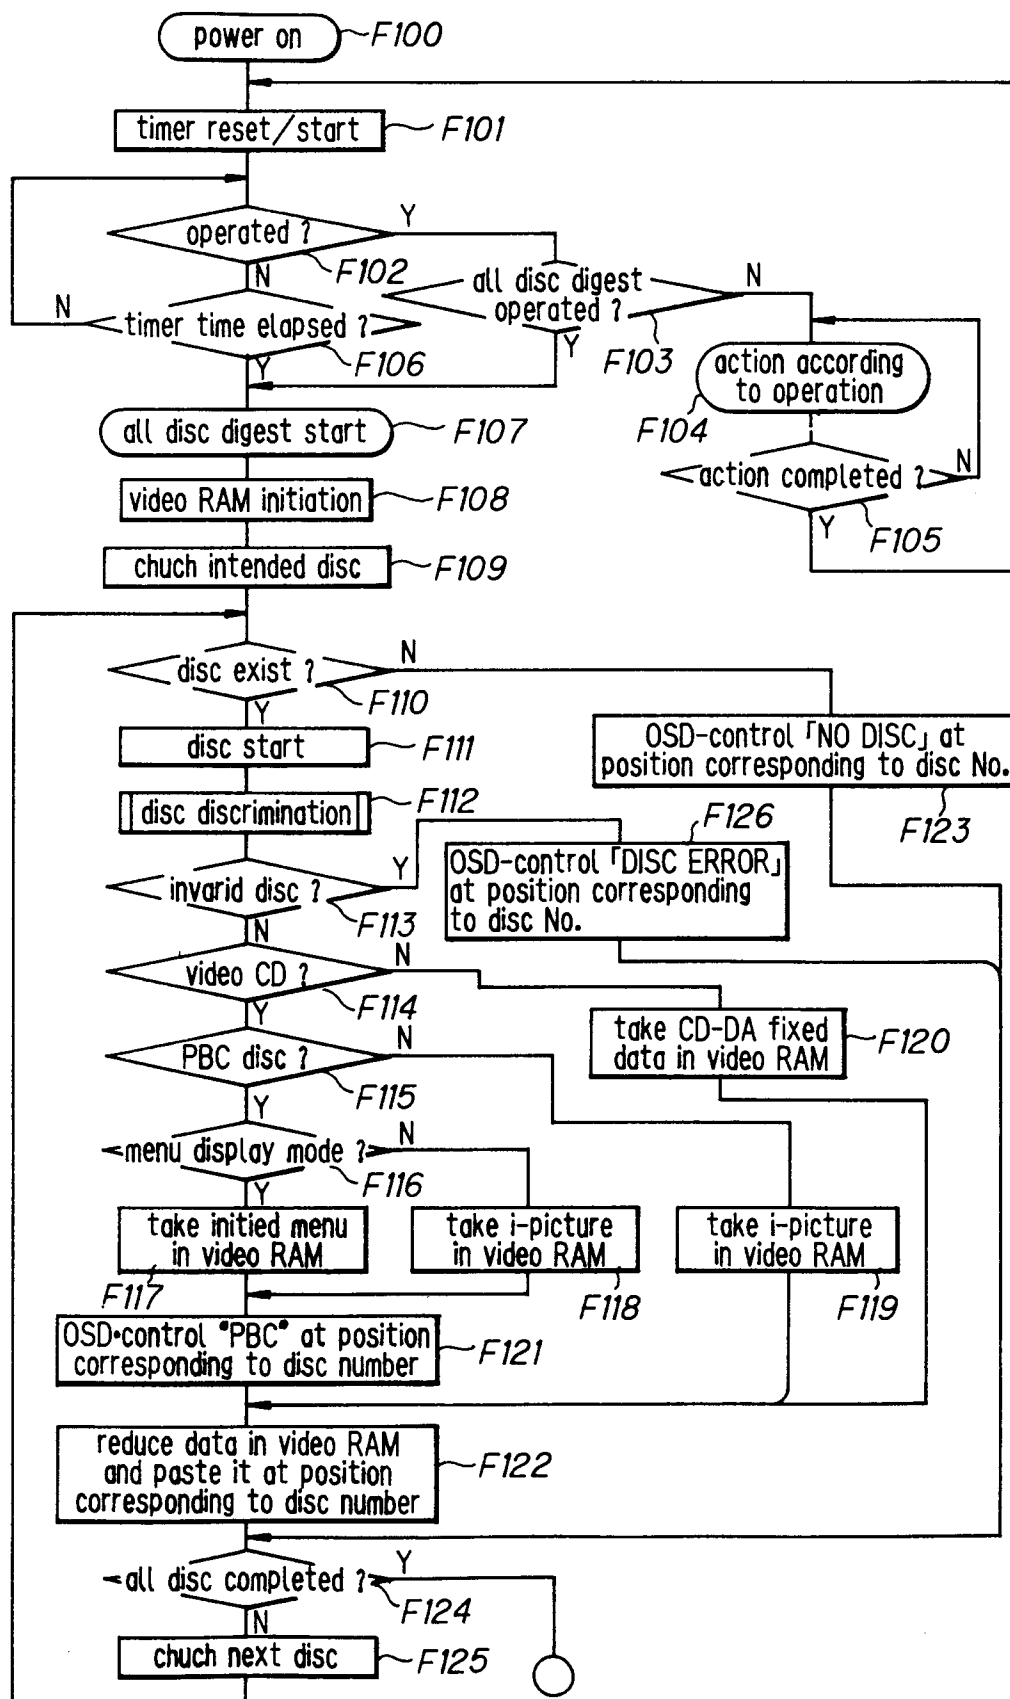 power on
F100
timer reset/start
F101
operated ?
Y
F102
N
all disc digest
operated ?
N
F103
Y
N
timer time elapsed ?
F106
Y
action according
to operation
F104
all disc digest start
F107
action completed ?
N
F105
Y
video RAM initiation
F108
chuch intended disc
F109
disc exist ?
N
F110
Y
disc start
F111
OSD-control「NO DISC」at
position corresponding to disc No.
F123
disc discrimination
F112
F126
OSD-control「DISC ERROR」
at position corresponding
to disc No.
invarid disc ?
Y
F113
N
video CD ?
N
F114
Y
take CD-DA fixed
data in video RAM
F120
PBC disc ?
N
F115
Y
menu display mode ?
N
F116
Y
take initied menu
in video RAM
F117
take i-picture
in video RAM
F118
take i-picture
in video RAM
F119
OSD·control "PBC" at position
corresponding to disc number
F121
reduce data in video RAM
and paste it at position
corresponding to disc number
F122
all disc completed ?
Y
F124
N
chuch next disc
F125